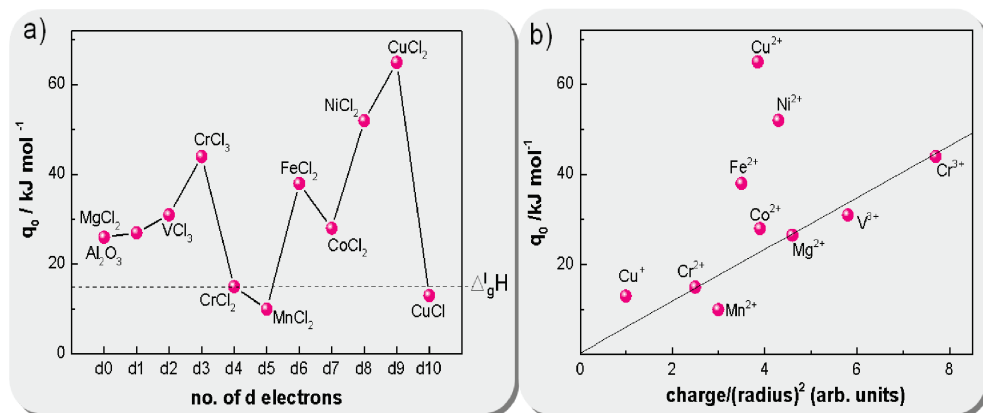 a)
q₀ / kJ mol⁻¹
60
40
20
0
MgCl₂
Al₂O₃
VCl₃
CrCl₃
CrCl₂
MnCl₂
FeCl₂
CoCl₂
NiCl₂
CuCl₂
CuCl
Δˡ₉H
d0 d1 d2 d3 d4 d5 d6 d7 d8 d9 d10
no. of d electrons
b)
q₀ /kJ mol⁻¹
60
40
20
0 2 4 6 8
Cu²⁺
Ni²⁺
Fe²⁺
Co²⁺
Cr³⁺
V³⁺
Mg²⁺
Cr²⁺
Cu⁺
Mn²⁺
charge/(radius)² (arb. units)